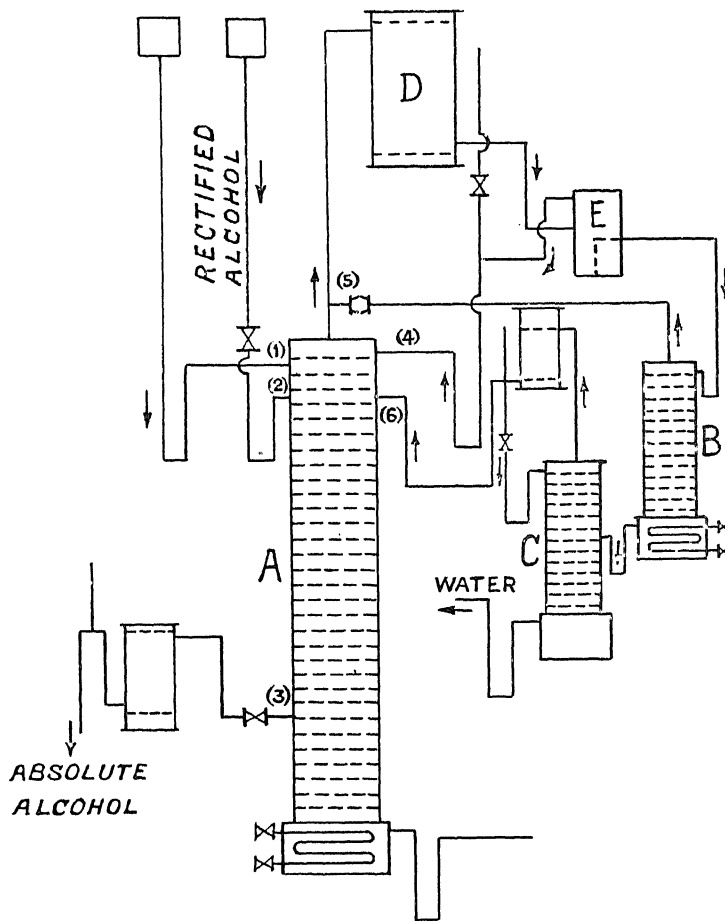 D
RECTIFIED
ALCOHOL
E
(5)
(1)
(4)
(2)
(6)
B
A
C
WATER
(3)
ABSOLUTE
ALCOHOL